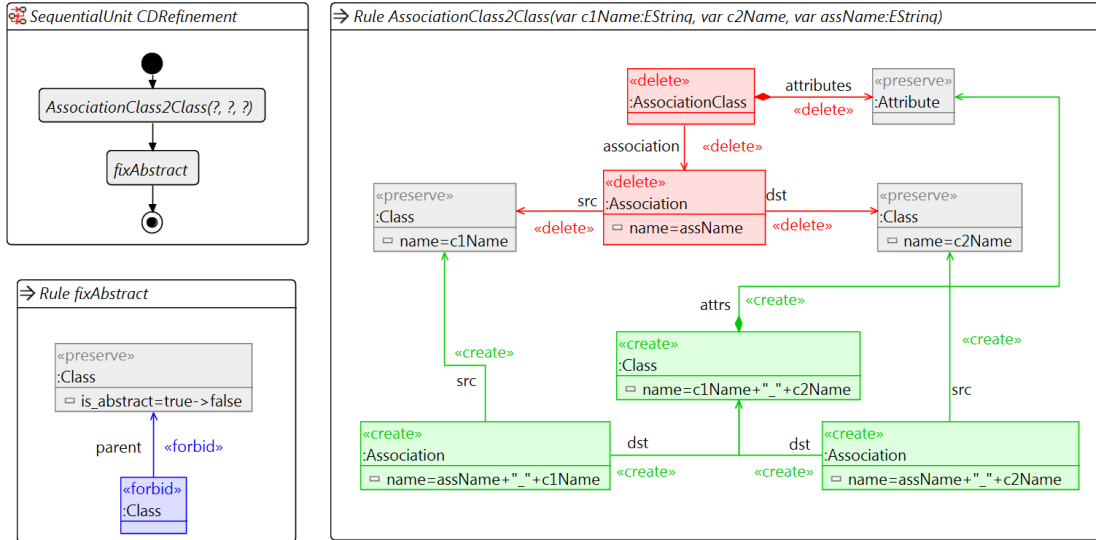 SequentialUnit CDRefinement
AssociationClass2Class(?, ?, ?)
fixAbstract
Rule fixAbstract
«preserve»
:Class
is_abstract=true->false
parent «forbid»
«forbid»
:Class
Rule AssociationClass2Class(var c1Name:EString, var c2Name, var assName:EString)
«delete»
:AssociationClass
attributes
«delete»
«preserve»
:Attribute
association «delete»
«preserve»
:Class
name=c1Name
src
«delete»
«delete»
:Association
name=assName
dst
«delete»
«preserve»
:Class
name=c2Name
attrs «create»
«create»
src
«create»
:Class
name=c1Name+"_"+c2Name
«create»
src
«create»
:Association
name=assName+"_"+c1Name
dst
«create»
dst
«create»
«create»
:Association
name=assName+"_"+c2Name